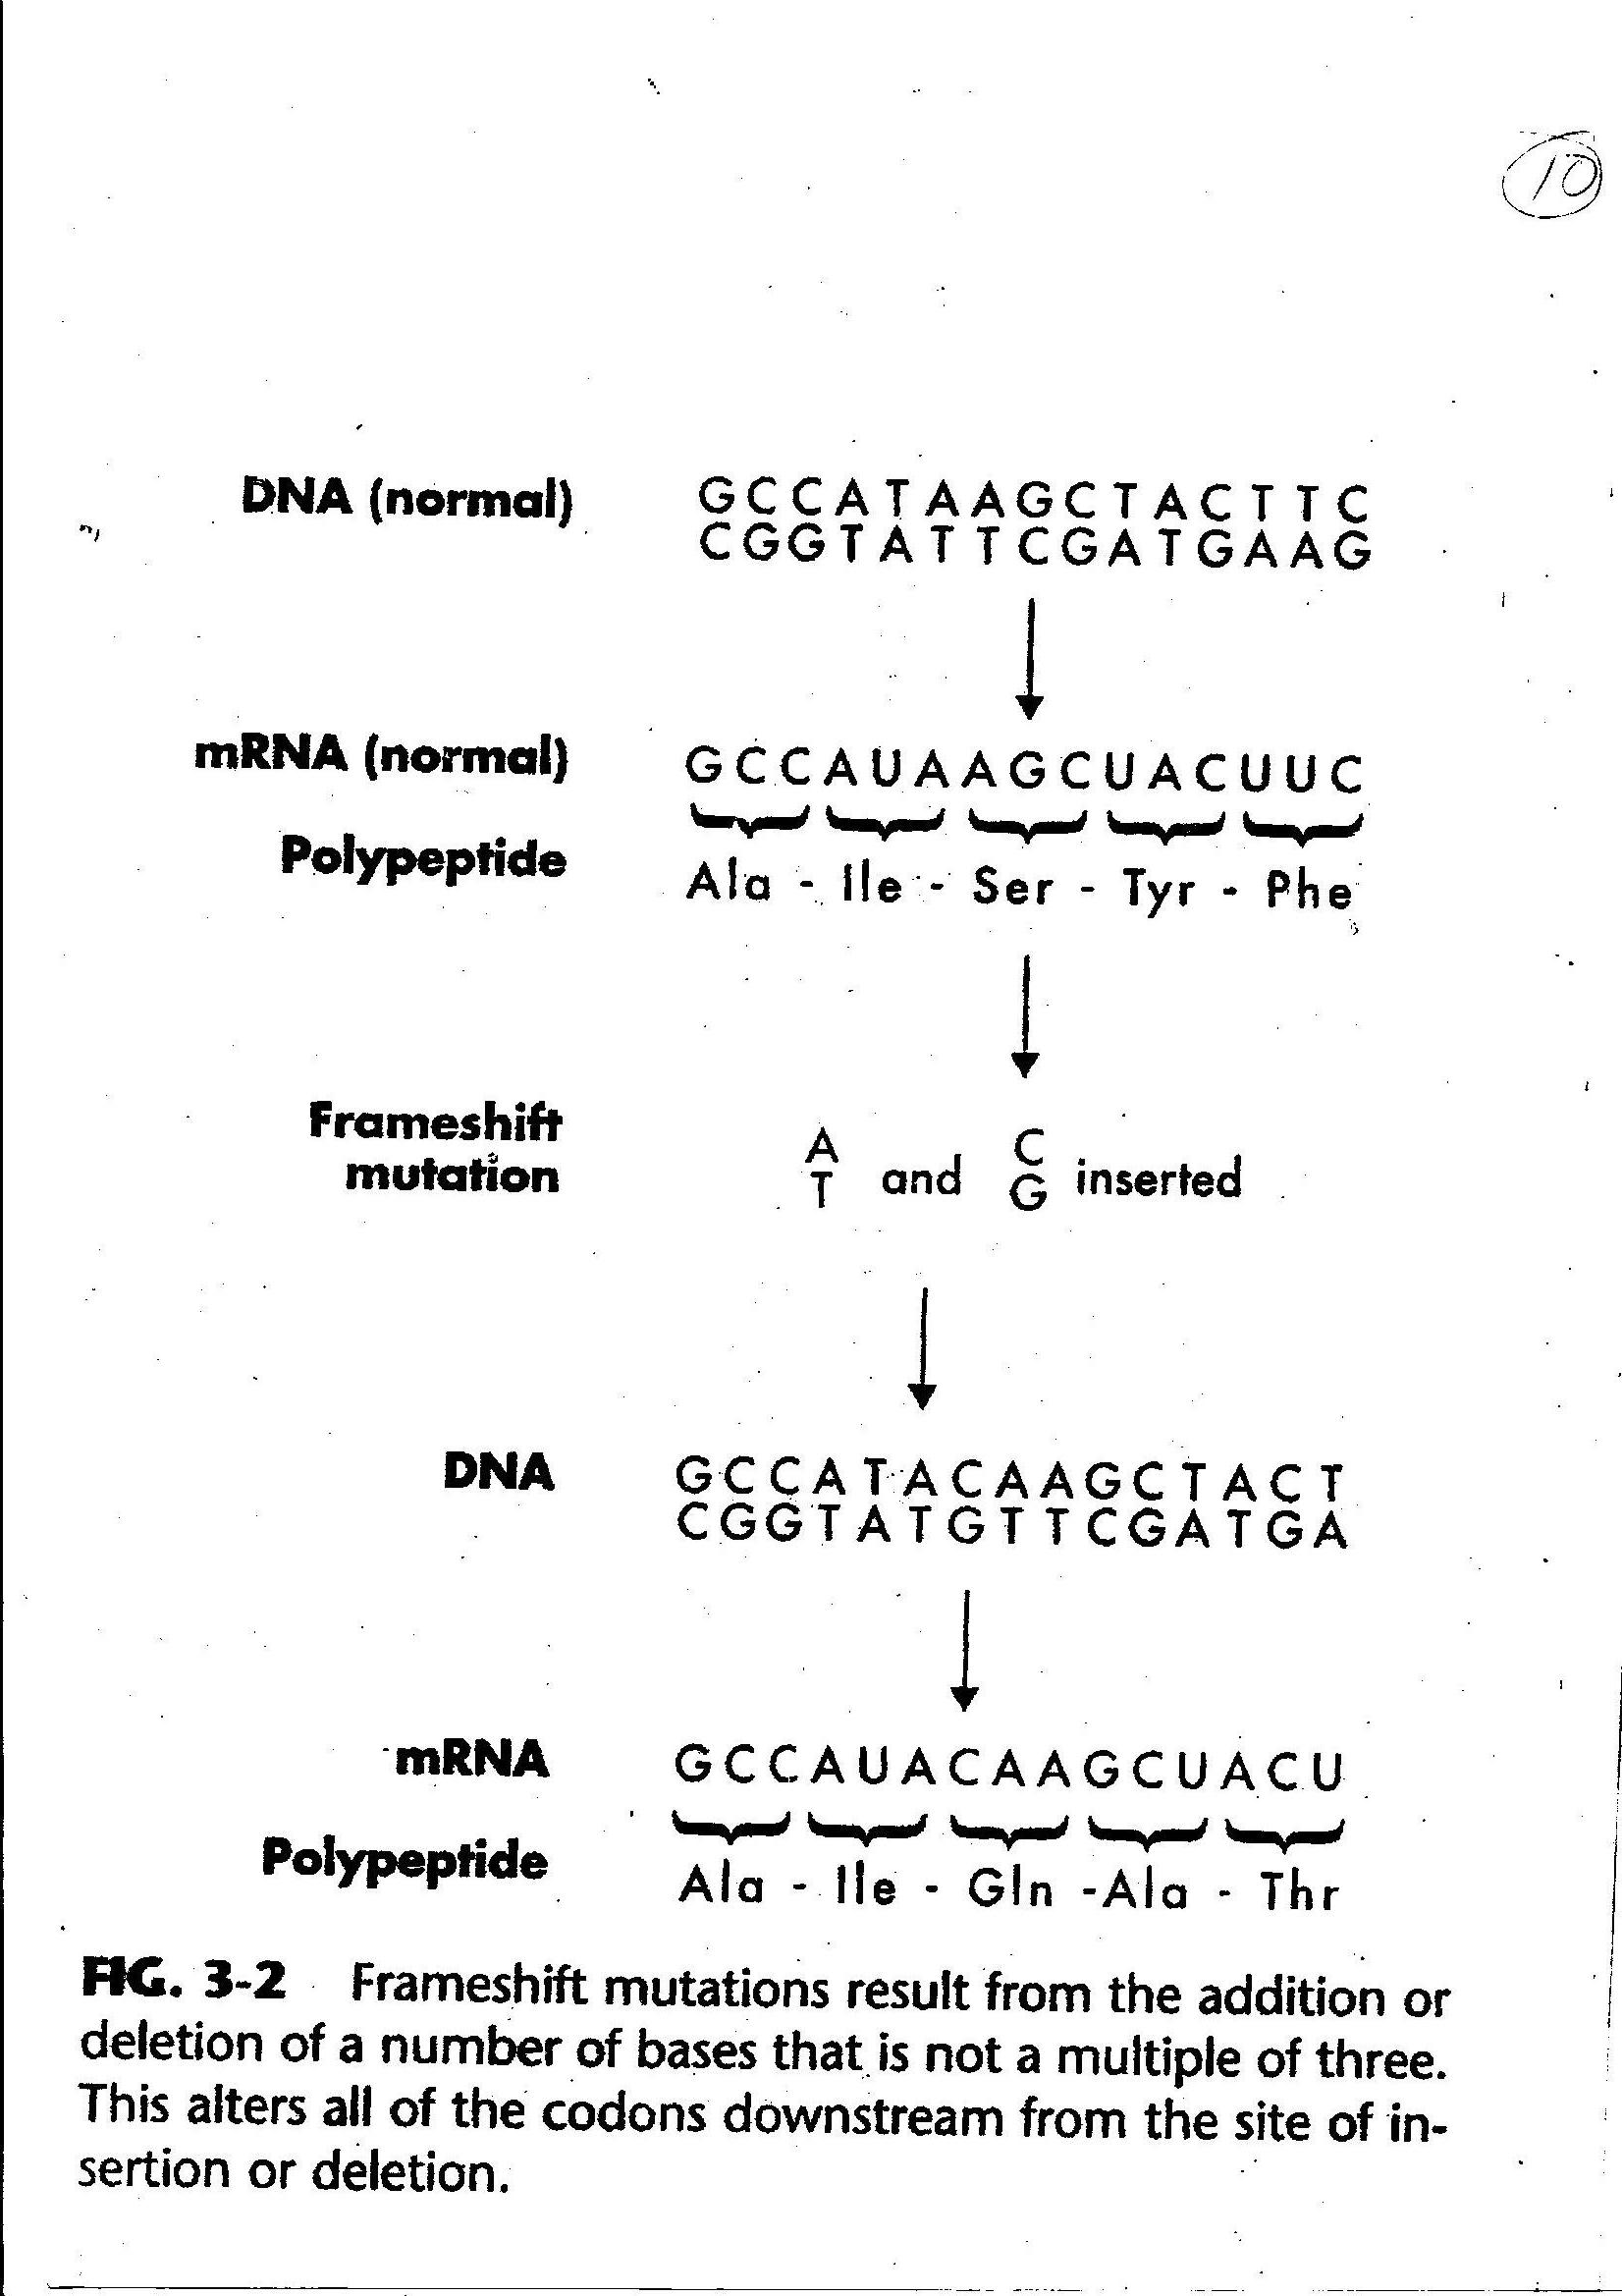 10
DNA (normal) GCCATAAGCTACTTC
CGGTATTCGATGAAG
mRNA (normal) GCCAUAAGCUACUUC
Polypeptide Ala - Ile - Ser - Tyr - Phe
Frameshift
mutation
A
T and C
G inserted
DNA GCCATACAAGCTACT
CGGTATGTTCGATGA
mRNA GCCAUACAAGCUACU
Polypeptide Ala - Ile - Gln - Ala - Thr
FIG. 3-2 Frameshift mutations result from the addition or
deletion of a number of bases that is not a multiple of three.
This alters all of the codons downstream from the site of in-
sertion or deletion.